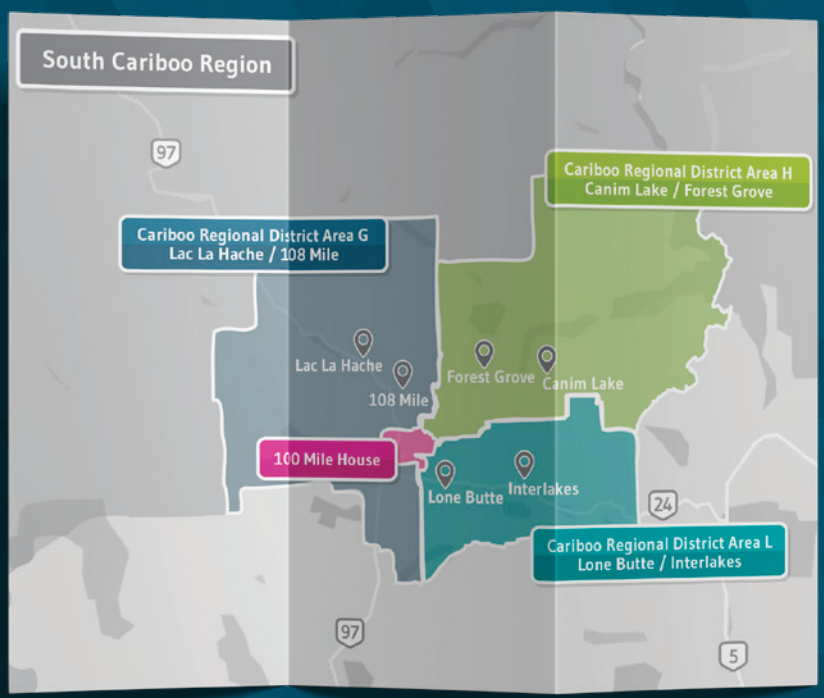 South Cariboo Region
97
Cariboo Regional District Area H
Canim Lake / Forest Grove
Cariboo Regional District Area G
Lac La Hache / 108 Mile
Lac La Hache
108 Mile
Forest Grove
Canim Lake
100 Mile House
Lone Butte
Interlakes
24
Cariboo Regional District Area L
Lone Butte / Interlakes
97
5